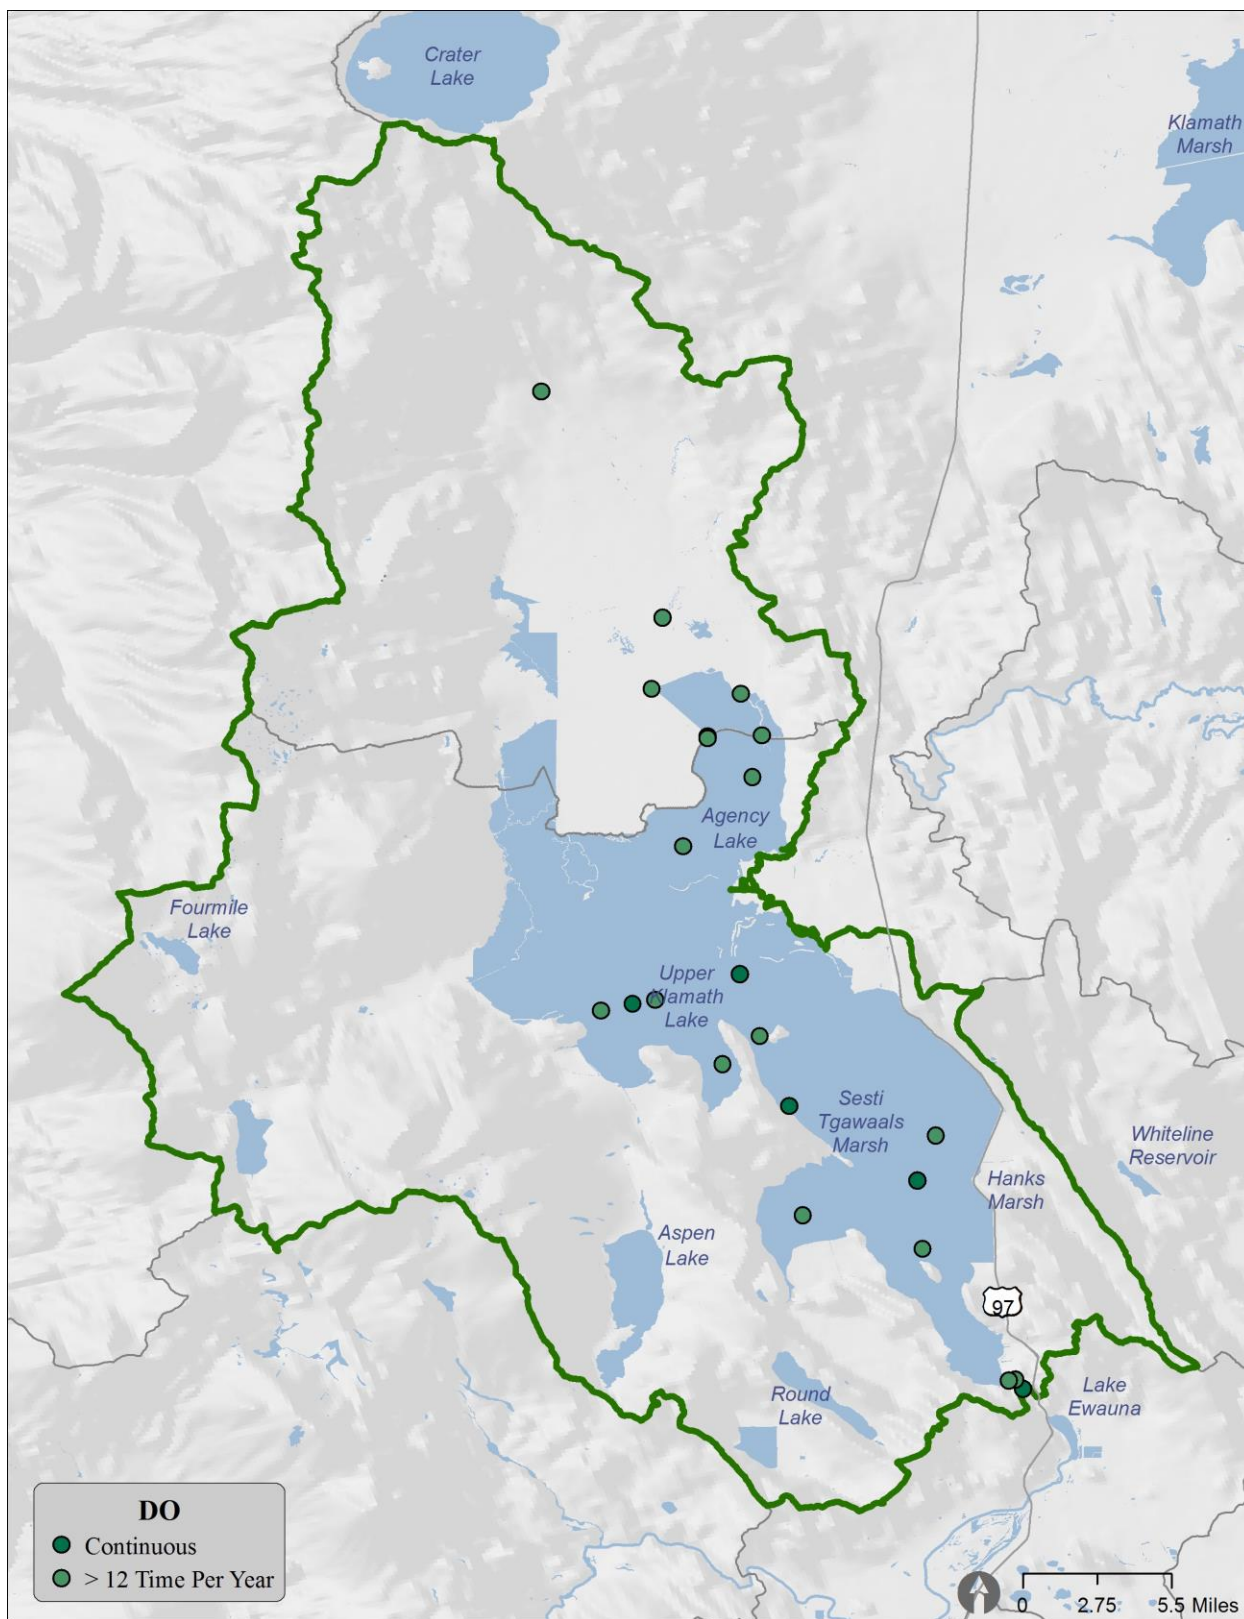 Crater
Lake
Klamath
Marsh
Agency
Lake
Fourmile
Lake
Upper
Klamath
Lake
Sesti
Tgawaals
Marsh
Whiteline
Reservoir
Hanks
Marsh
Aspen
Lake
97
Round
Lake
Lake
Ewauna
DO
Continuous
> 12 Time Per Year
0 2.75 5.5 Miles